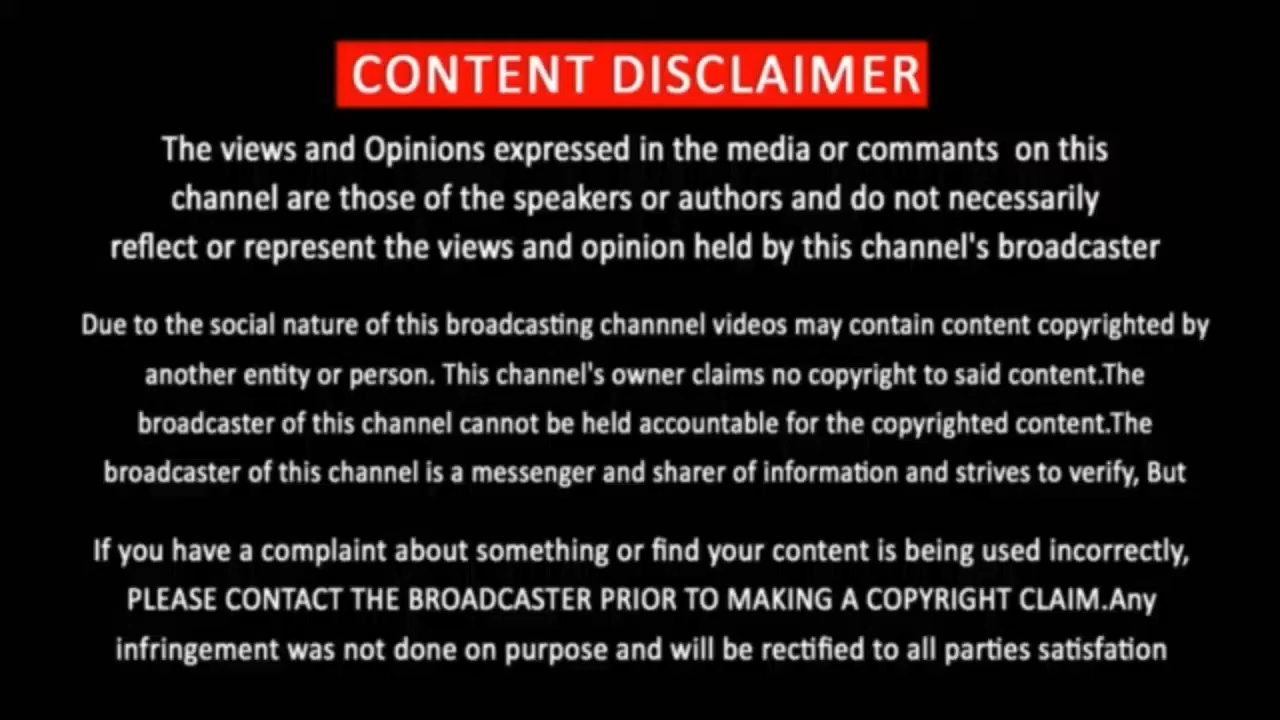 CONTENT DISCLAIMER
The views and Opinions expressed in the media or commants on this
channel are those of the speakers or authors and do not necessarily
reflect or represent the views and opinion held by this channel's broadcaster
Due to the social nature of this broadcasting channnel videos may contain content copyrighted by
another entity or person. This channel's owner claims no copyright to said content.The
broadcaster of this channel cannot be held accountable for the copyrighted content.The
broadcaster of this channel is a messenger and sharer of information and strives to verify, But
If you have a complaint about something or find your content is being used incorrectly,
PLEASE CONTACT THE BROADCASTER PRIOR TO MAKING A COPYRIGHT CLAIM.Any
infringement was not done on purpose and will be rectified to all parties satisfation